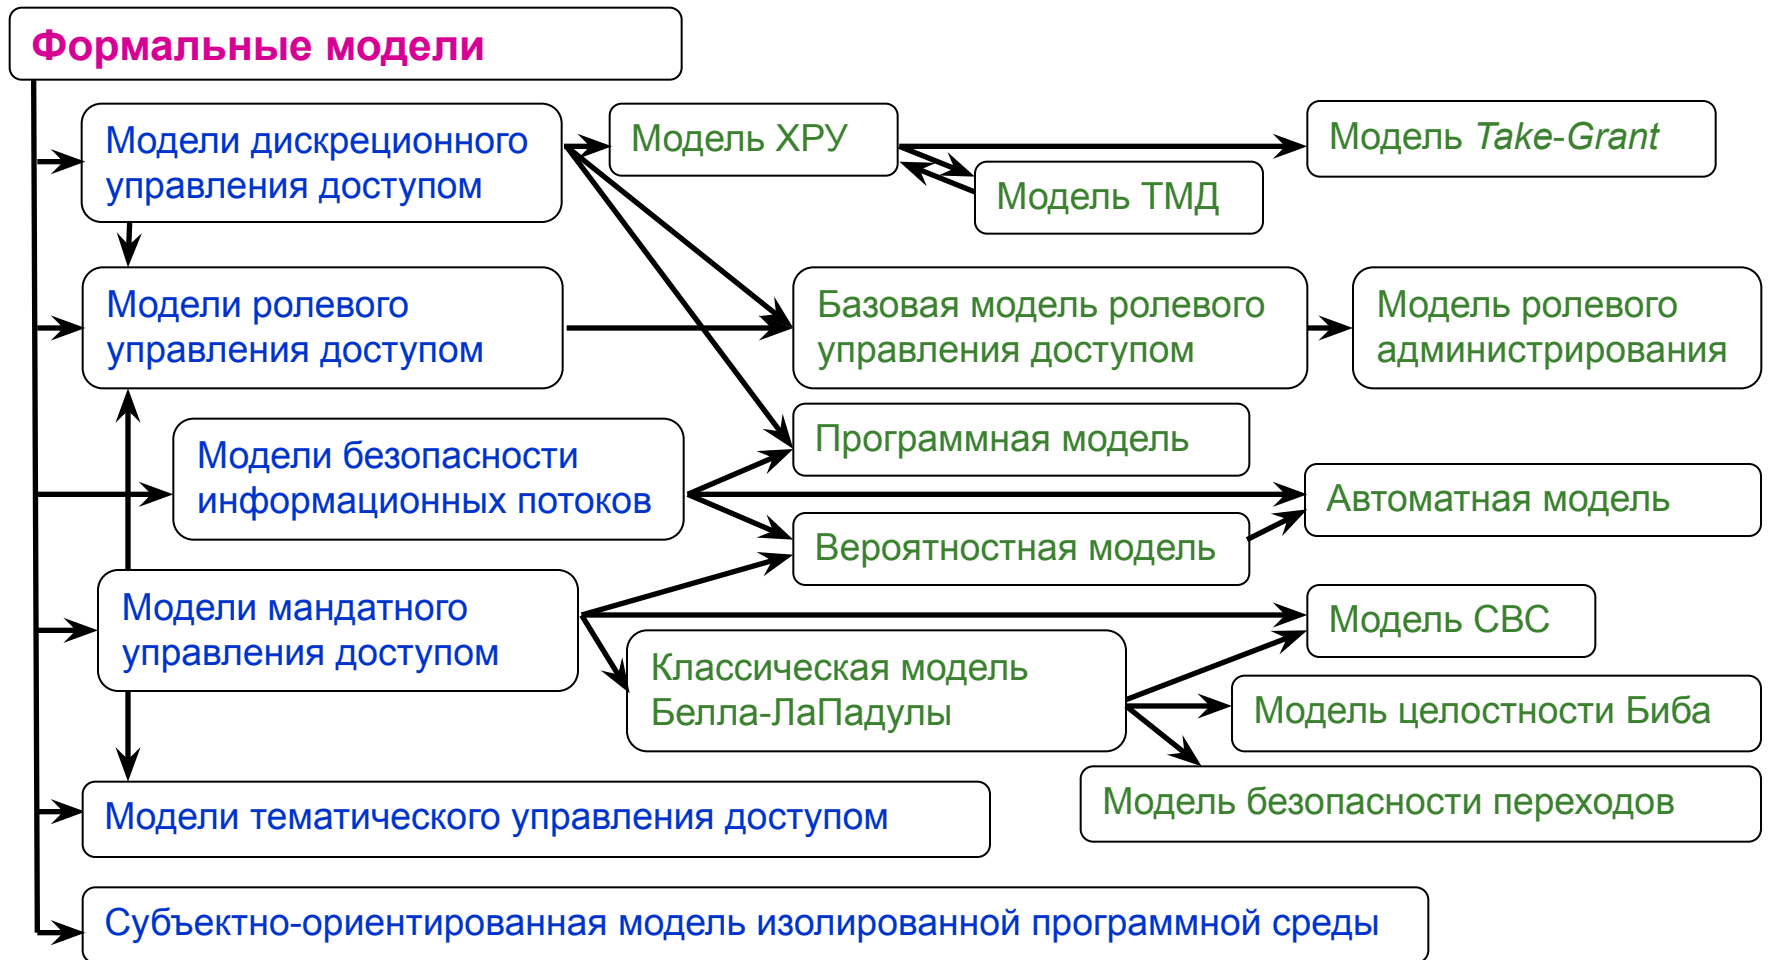 Формальные модели
Модели дискреционного
управления доступом
Модель ХРУ
Модель Take-Grant
Модель ТМД
Модели ролевого
управления доступом
Базовая модель ролевого
управления доступом
Модель ролевого
администрирования
Модели безопасности
информационных потоков
Программная модель
Автоматная модель
Вероятностная модель
Модели мандатного
управления доступом
Модель СВС
Классическая модель
Белла-ЛаПадулы
Модель целостности Биба
Модель безопасности переходов
Модели тематического управления доступом
Субъектно-ориентированная модель изолированной программной среды